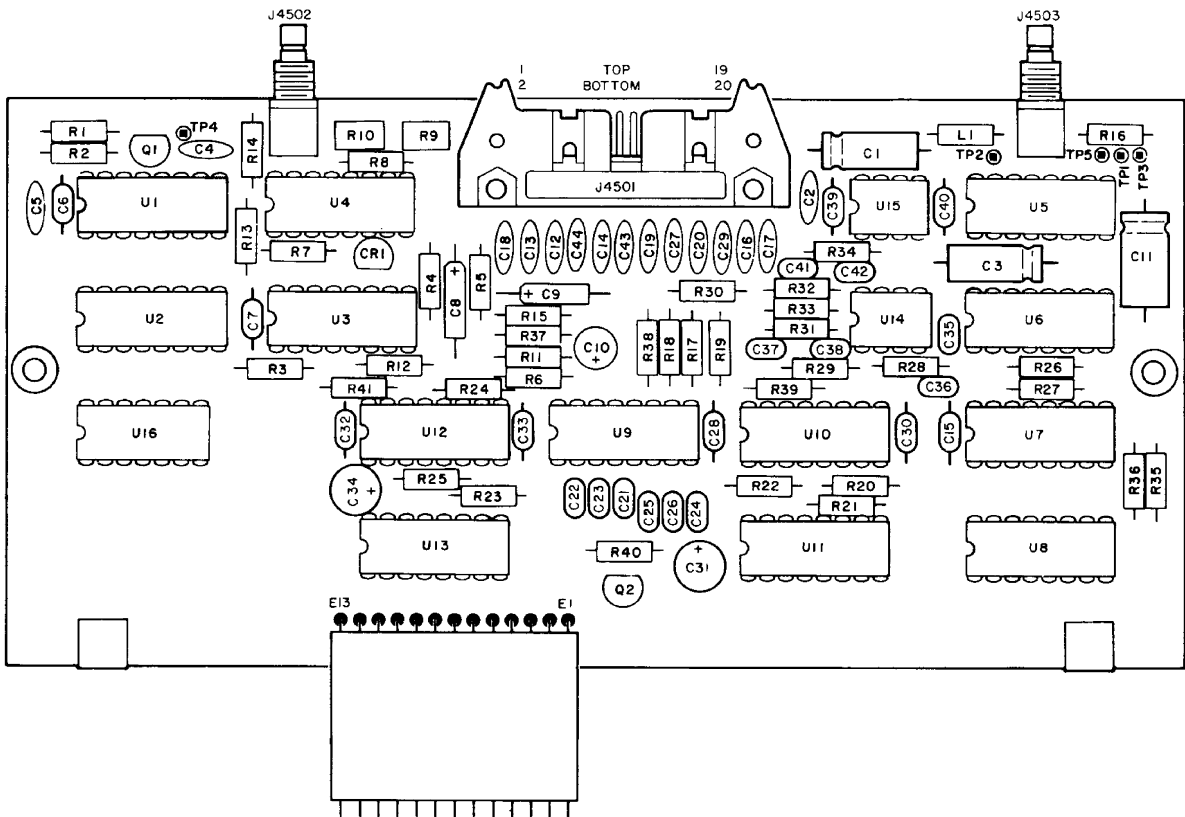 J4502 J4503
1 TOP 19
2 BOTTOM 20
R1 TP4 R10 R9 L1 R16
R2 Q1 C4 R14 R8 C1 TP2 TP5 TP1 TP3
J4501
C5 C6 U1 U4 C2 C39 U15 C40 U5
R13 R7 CR1 C18 C13 C12 C44 C14 C43 C19 C27 C20 C29 C16 C17 R34 C11
R4 C8 + R5 C41 C42 C3
+ C9 R30 R32
U2 C7 U3 R15 R33 U14 C35 U6
R37 C10 + R38 R18 R17 R19 R31
R3 R12 R11 C37 C38 R29 R28 R26
R41 R24 R6 R39 C36 R27
U16 C32 U12 C33 U9 C28 U10 C30 C15 U7
C34 + R25 R23 C22 C23 C21 C25 C26 C24 R22 R20 R36 R35
R21
U13 R40 + C31 U11 U8
Q2
E13 E1